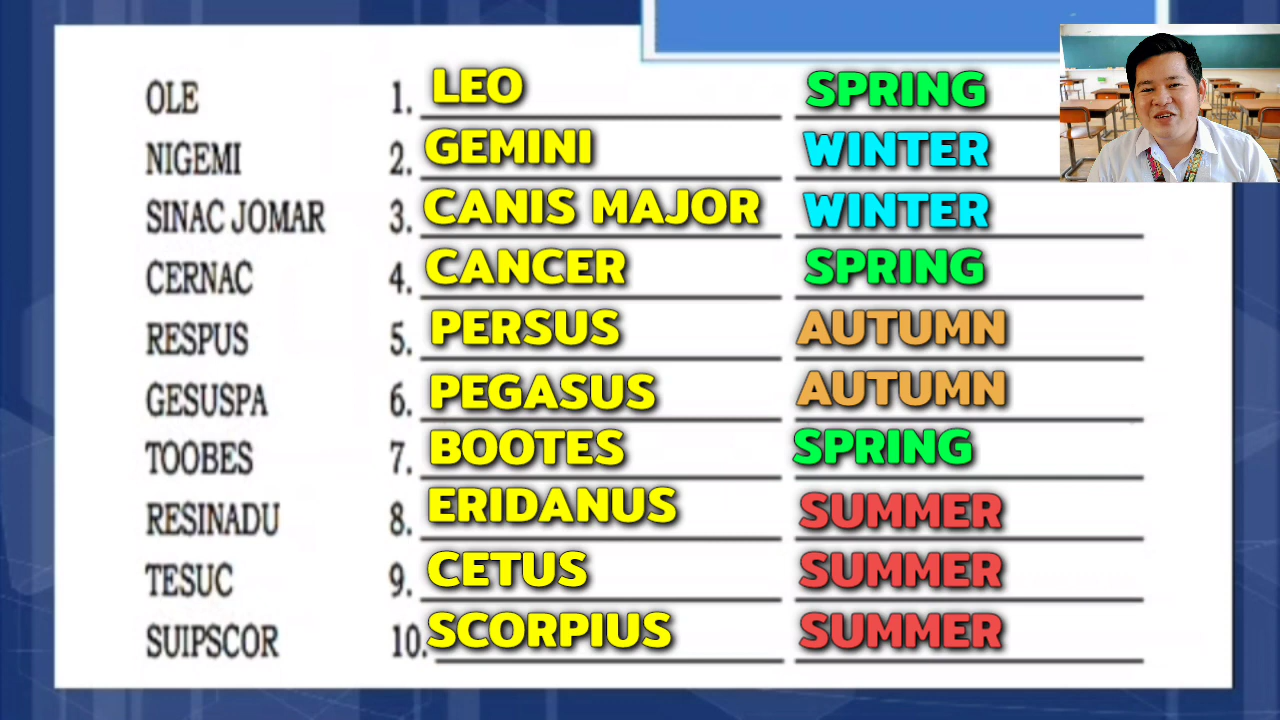 OLE 1. LEO SPRING
NIGEMI 2. GEMINI WINTER
SINAC JOMAR 3. CANIS MAJOR WINTER
CERNAC 4. CANCER SPRING
RESPUS 5. PERSUS AUTUMN
GESUSPA 6. PEGASUS AUTUMN
TOOBES 7. BOOTES SPRING
RESINADU 8. ERIDANUS SUMMER
TESUC 9. CETUS SUMMER
SUIPSCOR 10. SCORPIUS SUMMER